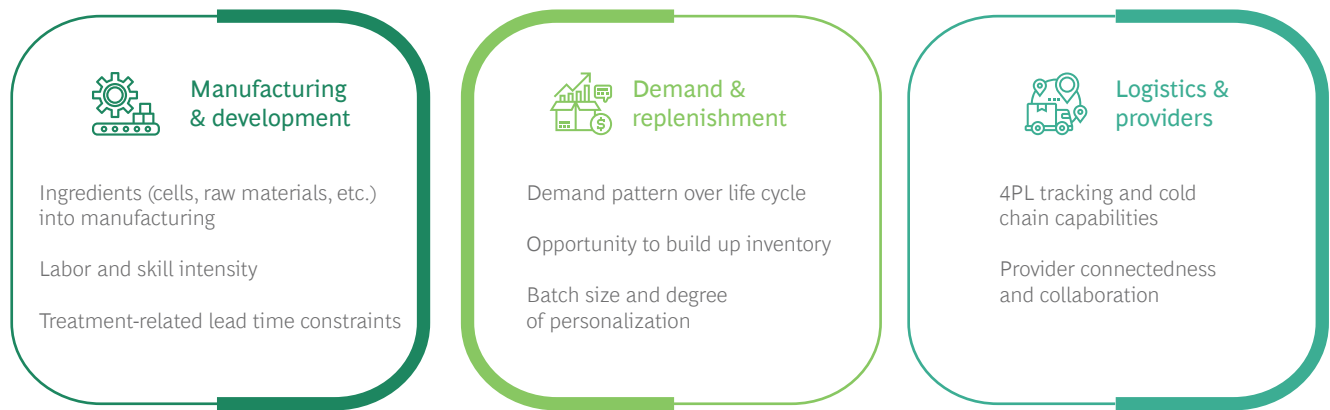 Manufacturing
& development
Ingredients (cells, raw materials, etc.)
into manufacturing
Labor and skill intensity
Treatment-related lead time constraints
Demand &
replenishment
Demand pattern over life cycle
Opportunity to build up inventory
Batch size and degree
of personalization
Logistics &
providers
4PL tracking and cold
chain capabilities
Provider connectedness
and collaboration